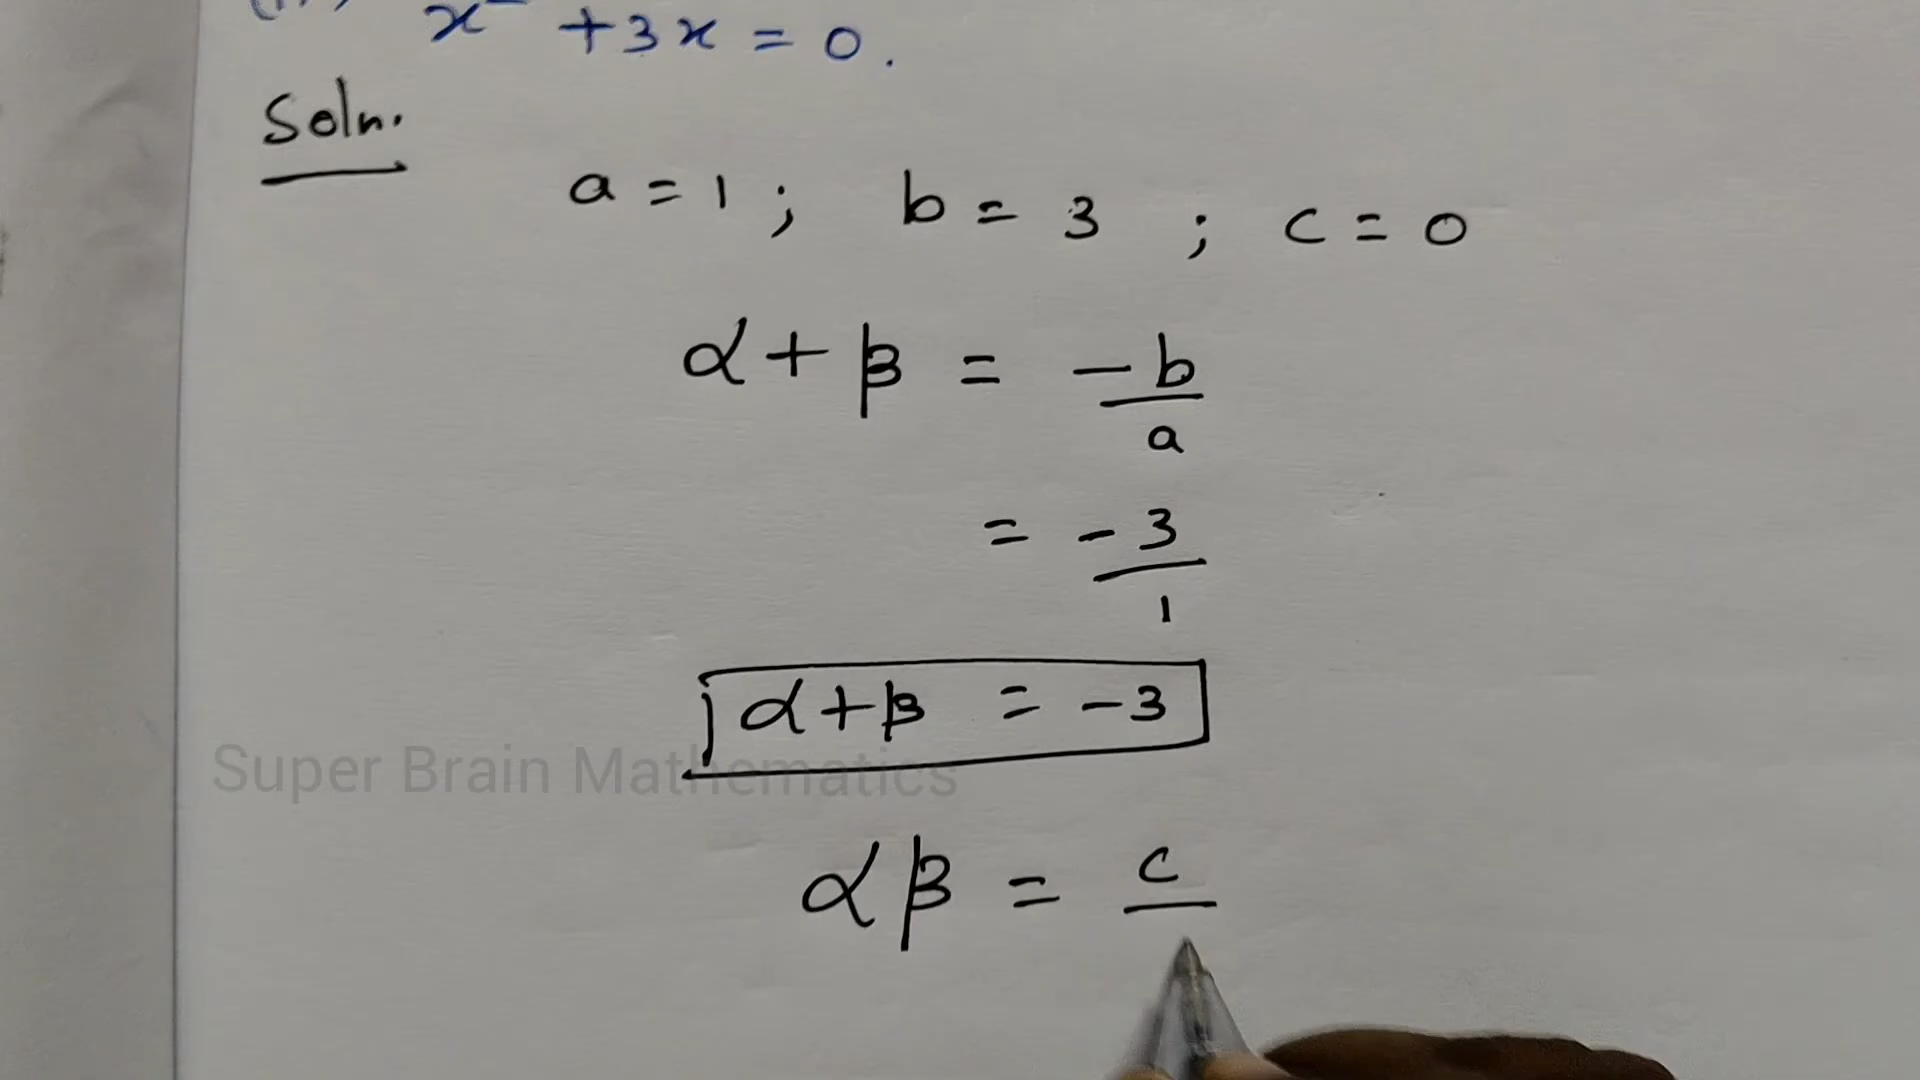 x² + 3x = 0.
Soln.
a = 1 ; b = 3 ; c = 0
α + β = -b/a
= -3/1
α + β = -3
Super Brain Mathematics
αβ = c